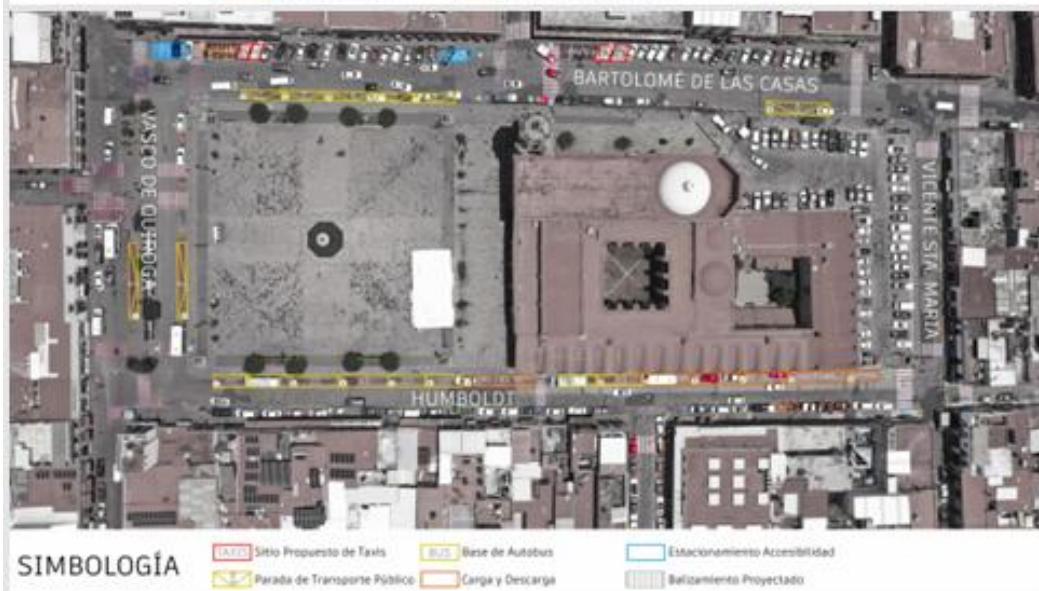 BARTOLOMÉ DE LAS CASAS
VASCO DE QUIROGA
VICENTE STA. MARIA
HUMBOLDT
SIMBOLOGÍA
TAXIS Sitio Propuesto de Taxis
BUS Base de Autobus
Estacionamiento Accesibilidad
Parada de Transporte Público
Carga y Descarga
Balizamiento Proyectado